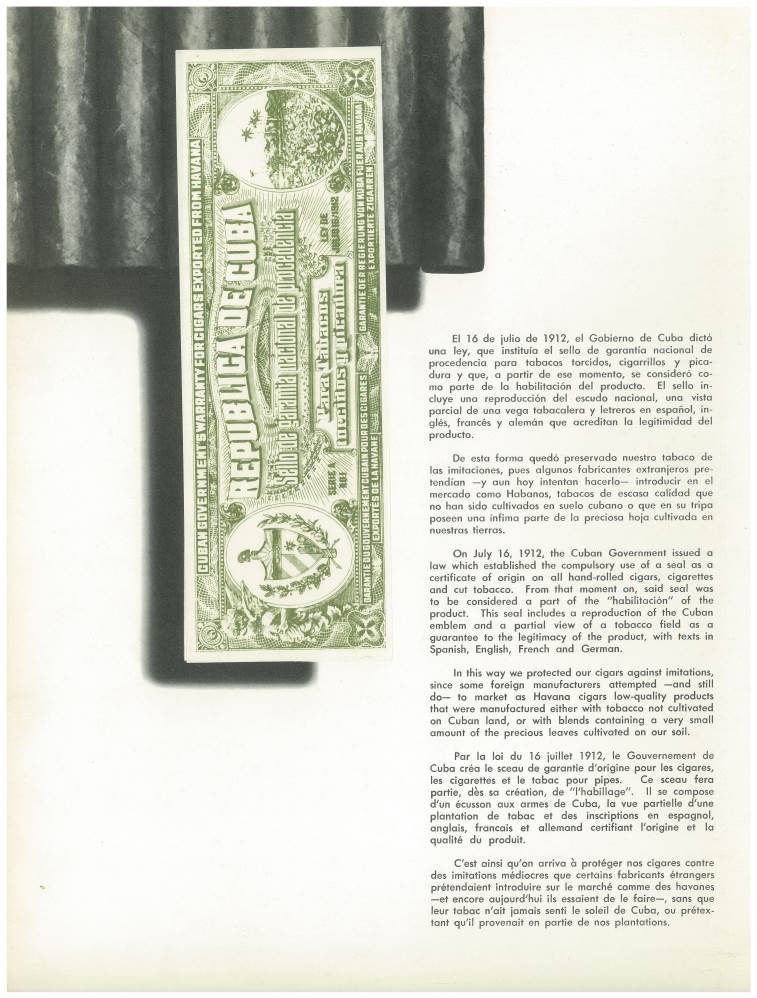 CUBAN GOVERNMENT'S WARRANTY FOR CIGARS EXPORTED FROM HAVANA
REPUBLICA DE CUBA
Sello de garantia nacional de procedencia
Para Tabacos
torcidos y picadura
SERIE A
NO.1
LEY DE
JULIO 16/1912
GARANTIE DU GOUVERNEMENT CUBAIN POUR DES CIGARES
EXPORTÉS DE LA HAVANE
GARANTIE DER REGIERUNG VON KUBA FUER AUS HAVANA
EXPORTIERTE ZIGARREN
El 16 de julio de 1912, el Gobierno de Cuba dictó
una ley, que instituía el sello de garantía nacional de
procedencia para tabacos torcidos, cigarrillos y pica-
dura y que, a partir de ese momento, se consideró co-
mo parte de la habilitación del producto. El sello in-
cluye una reproducción del escudo nacional, una vista
parcial de una vega tabacalera y letreros en español, in-
glés, francés y alemán que acreditan la legitimidad del
producto.
De esta forma quedó preservado nuestro tabaco de
las imitaciones, pues algunos fabricantes extranjeros pre-
tendían —y aun hoy intentan hacerlo— introducir en el
mercado como Habanos, tabacos de escasa calidad que
no han sido cultivados en suelo cubano o que en su tripa
poseen una ínfima parte de la preciosa hoja cultivada en
nuestras tierras.
On July 16, 1912, the Cuban Government issued a
law which established the compulsory use of a seal as a
certificate of origin on all hand-rolled cigars, cigarettes
and cut tobacco. From that moment on, said seal was
to be considered a part of the "habilitación" of the
product. This seal includes a reproduction of the Cuban
emblem and a partial view of a tobacco field as a
guarantee to the legitimacy of the product, with texts in
Spanish, English, French and German.
In this way we protected our cigars against imitations,
since some foreign manufacturers attempted —and still
do— to market as Havana cigars low-quality products
that were manufactured either with tobacco not cultivated
on Cuban land, or with blends containing a very small
amount of the precious leaves cultivated on our soil.
Par la loi du 16 juillet 1912, le Gouvernement de
Cuba créa le sceau de garantie d'origine pour les cigares,
les cigarettes et le tabac pour pipes. Ce sceau fera
partie, dès sa création, de "l'habillage". Il se compose
d'un écusson aux armes de Cuba, la vue partielle d'une
plantation de tabac et des inscriptions en espagnol,
anglais, francais et allemand certifiant l'origine et la
qualité du produit.
C'est ainsi qu'on arriva à protéger nos cigares contre
des imitations médiocres que certains fabricants étrangers
prétendaient introduire sur le marché comme des havanes
—et encore aujourd'hui ils essaient de le faire—, sans que
leur tabac n'ait jamais senti le soleil de Cuba, ou prétex-
tant qu'il provenait en partie de nos plantations.